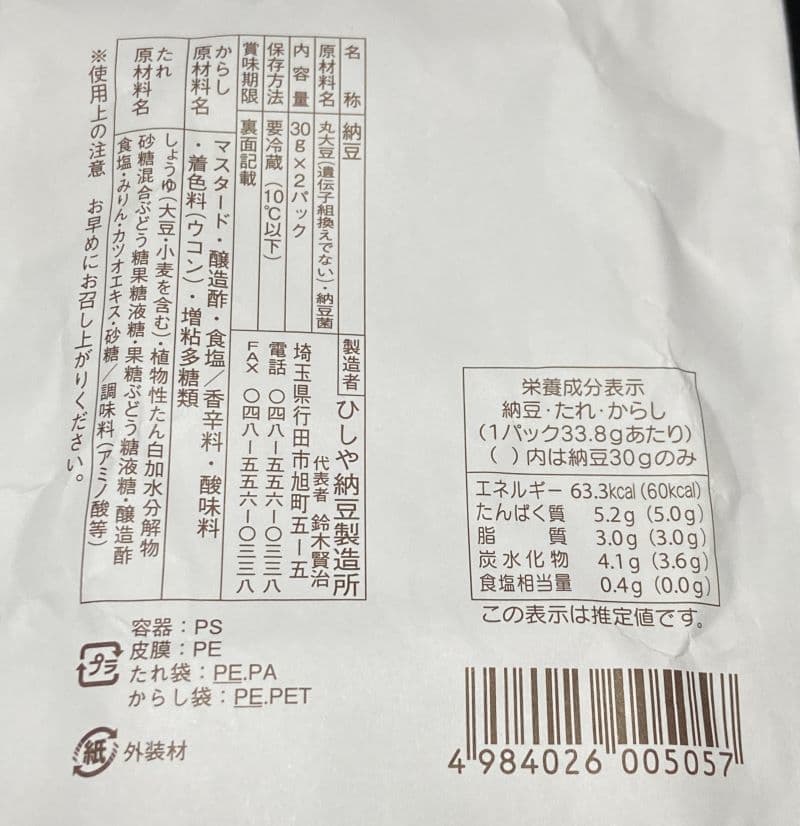 名称 納豆
原材料名 丸大豆(遺伝子組換えでない)・納豆菌
内容量 30g×2パック
保存方法 要冷蔵(10℃以下)
賞味期限 裏面記載
製造者 ひしや納豆製造所
代表者 鈴木賢治
埼玉県行田市旭町五−五
電話 〇四八−五五六−〇三三八
FAX 〇四八−五五六−〇三三八
からし
原材料名
マスタード・醸造酢・食塩/香辛料・酸味料
・着色料(ウコン)・増粘多糖類
たれ
原材料名
しょうゆ(大豆・小麦を含む)・植物性たん白加水分解物
砂糖混合ぶどう糖果糖液糖・果糖ぶどう糖液糖・醸造酢
食塩・みりん・カツオエキス・砂糖/調味料(アミノ酸等)
※使用上の注意 お早めにお召し上がりください。
容器:PS
皮膜:PE
たれ袋:PE.PA
からし袋:PE.PET
プラ
紙 外装材
栄養成分表示
納豆・たれ・からし
(1パック33.8gあたり)
( )内は納豆30gのみ
エネルギー 63.3kcal (60kcal)
たんぱく質 5.2g (5.0g)
脂質 3.0g (3.0g)
炭水化物 4.1g (3.6g)
食塩相当量 0.4g (0.0g)
この表示は推定値です。
4 984026 005057